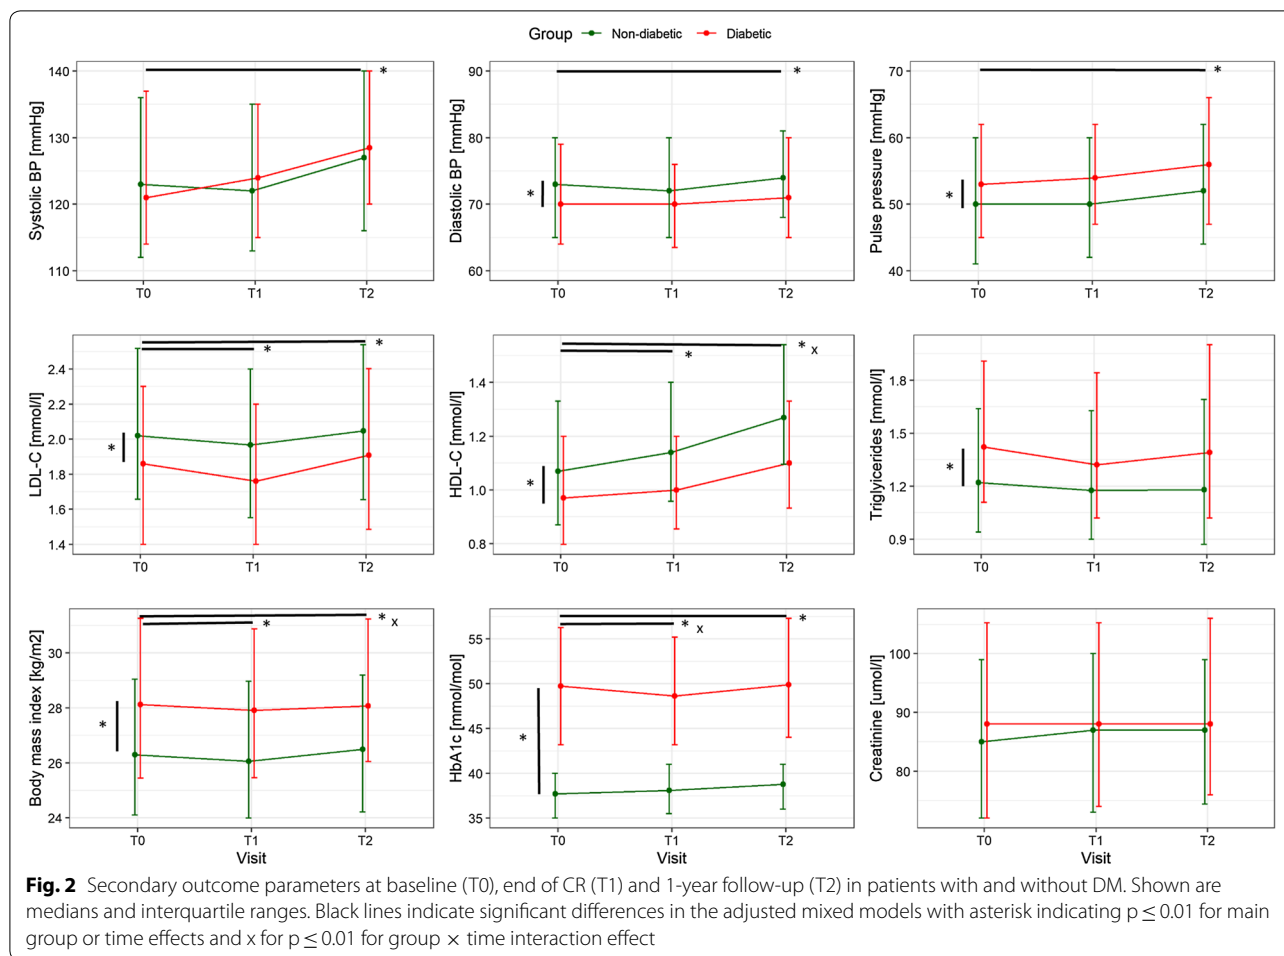 Group Non-diabetic Diabetic
Systolic BP [mmHg]
140
130
120
110
T0 T1 T2
*
Diastolic BP [mmHg]
90
80
70
60
T0 T1 T2
*
*
Pulse pressure [mmHg]
70
60
50
40
T0 T1 T2
*
*
LDL-C [mmol/l]
2.4
2.2
2.0
1.8
1.6
1.4
T0 T1 T2
*
*
*
HDL-C [mmol/l]
1.4
1.2
1.0
0.8
T0 T1 T2
*
*
* x
Triglyicerides [mmol/l]
1.8
1.5
1.2
0.9
T0 T1 T2
*
Body mass index [kg/m2]
30
28
26
24
T0 T1 T2
Visit
*
*
* x
HbA1c [mmol/mol]
55
50
45
40
35
T0 T1 T2
Visit
*
* x
*
Creatinine [umol/l]
100
90
80
T0 T1 T2
Visit
Fig. 2 Secondary outcome parameters at baseline (T0), end of CR (T1) and 1-year follow-up (T2) in patients with and without DM. Shown are
medians and interquartile ranges. Black lines indicate significant differences in the adjusted mixed models with asterisk indicating p ≤ 0.01 for main
group or time effects and x for p ≤ 0.01 for group × time interaction effect